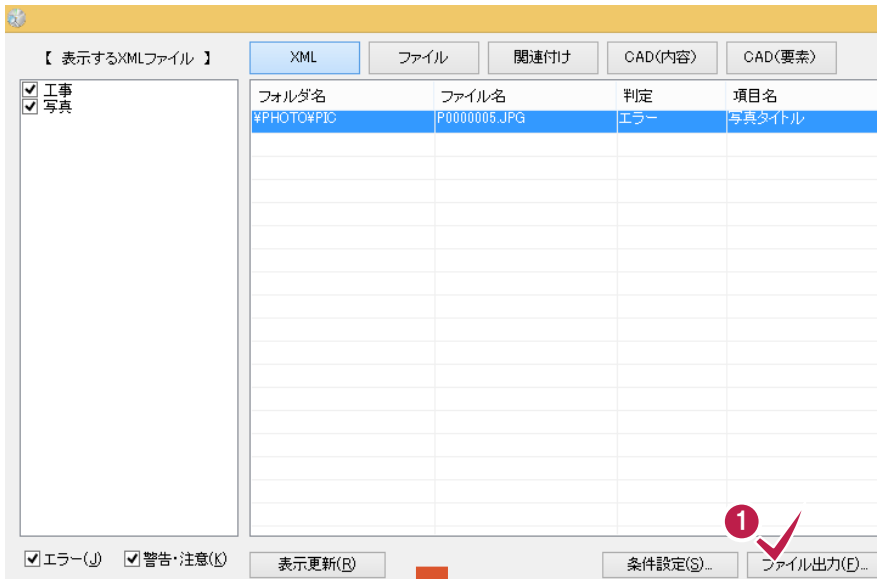 【 表示するXMLファイル 】 XML ファイル 関連付け CAD(内容) CAD(要素)
工事
写真
フォルダ名 ファイル名 判定 項目名
¥PHOTO¥PIC P0000005.JPG エラー 写真タイトル
1
エラー(J) 警告・注意(K) 表示更新(R) 条件設定(S)... ファイル出力(F)...